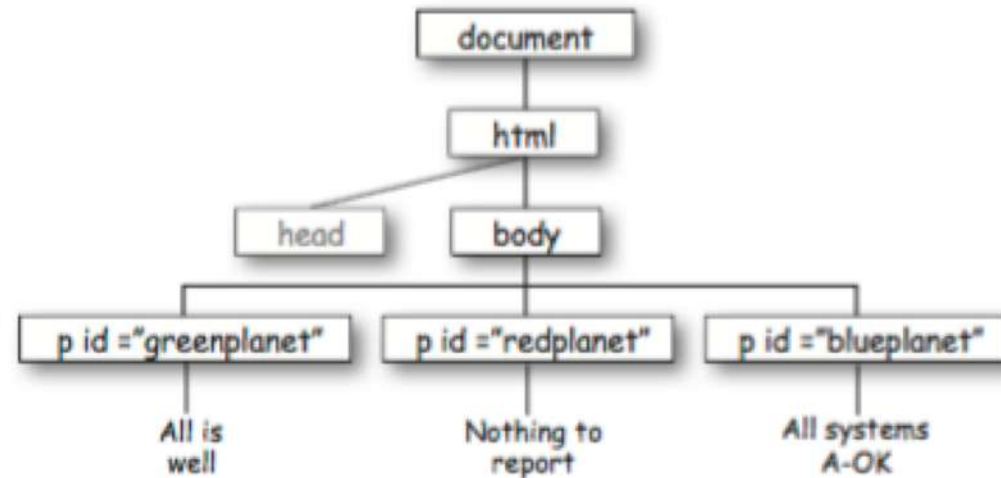 document
html
head
body
p id =”greenplanet”
p id =”redplanet”
p id =”blueplanet”
All is
well
Nothing to
report
All systems
A-OK